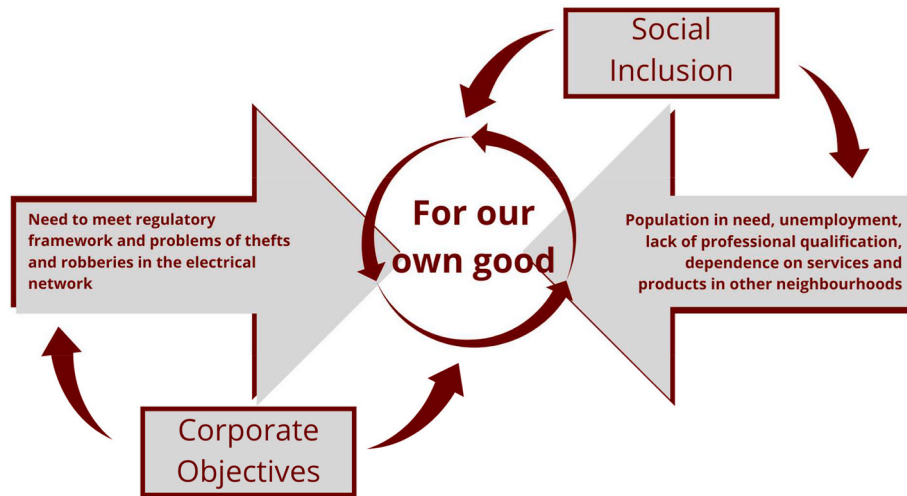 Social
Inclusion
Need to meet regulatory
framework and problems of thefts
and robberies in the electrical
network
For our
own good
Population in need, unemployment,
lack of professional qualification,
dependence on services and
products in other neighbourhoods
Corporate
Objectives